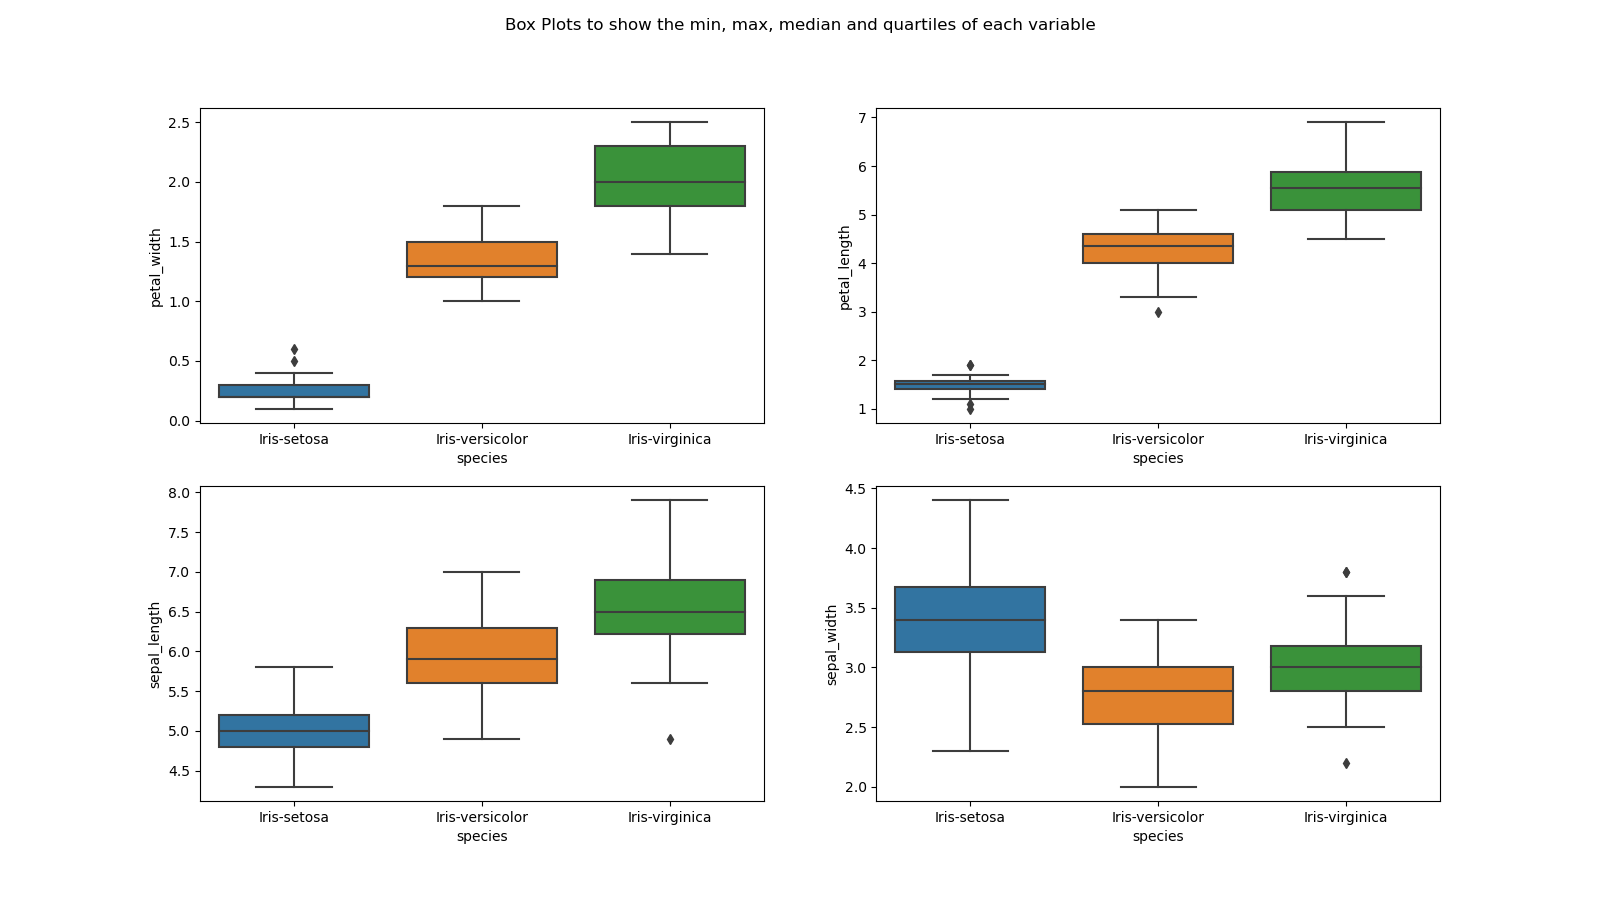 Box Plots to show the min, max, median and quartiles of each variable
petal_width
2.5
2.0
1.5
1.0
0.5
0.0
Iris-setosa Iris-versicolor Iris-virginica
species
petal_length
7
6
5
4
3
2
1
Iris-setosa Iris-versicolor Iris-virginica
species
sepal_length
8.0
7.5
7.0
6.5
6.0
5.5
5.0
4.5
Iris-setosa Iris-versicolor Iris-virginica
species
sepal_width
4.5
4.0
3.5
3.0
2.5
2.0
Iris-setosa Iris-versicolor Iris-virginica
species